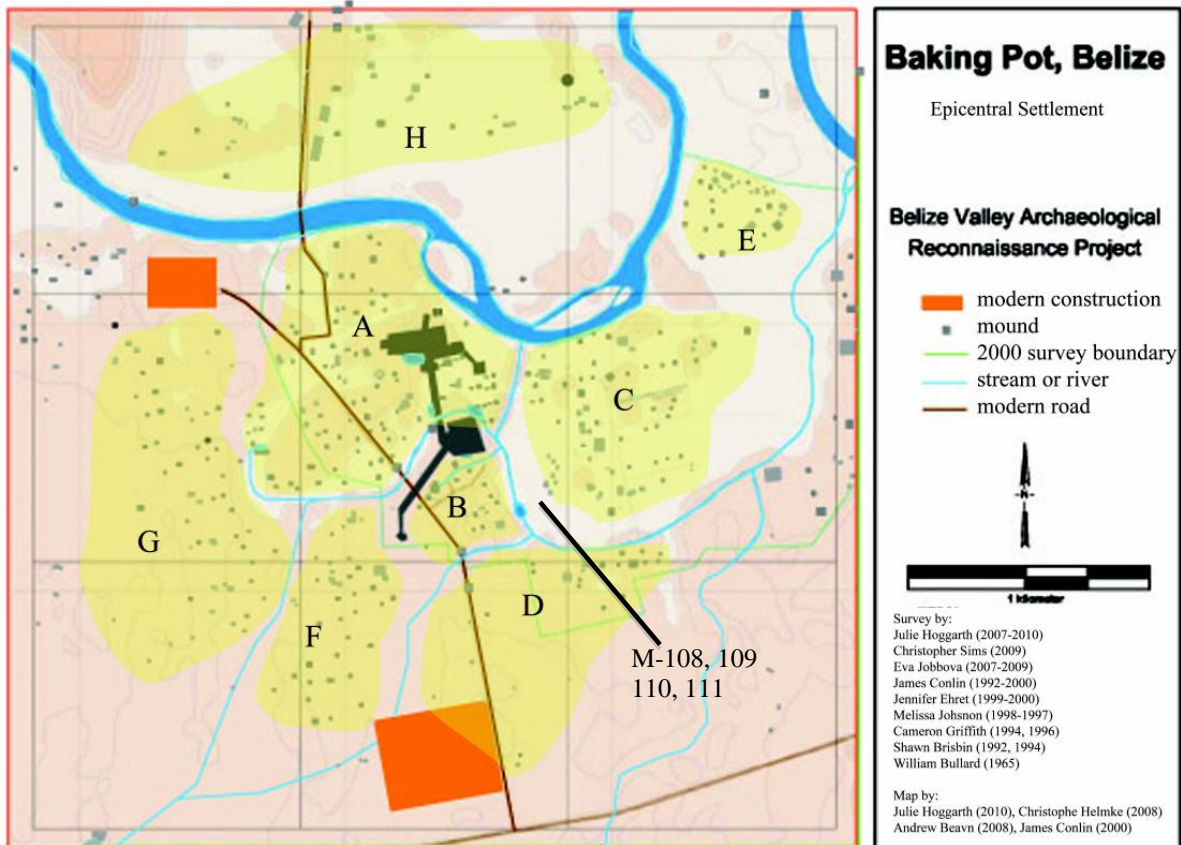 H
E
A
C
B
G
D
F
M-108, 109
110, 111
Baking Pot, Belize
Epicentral Settlement
Belize Valley Archaeological
Reconnaissance Project
modern construction
mound
2000 survey boundary
stream or river
modern road
N
1 kilometer
Survey by:
Julie Hoggarth (2007-2010)
Christopher Sims (2009)
Eva Jobbova (2007-2009)
James Conlin (1992-2000)
Jennifer Ehret (1999-2000)
Melissa Johsnon (1998-1997)
Cameron Griffith (1994, 1996)
Shawn Brisbin (1992, 1994)
William Bullard (1965)
Map by:
Julie Hoggarth (2010), Christophe Helmke (2008)
Andrew Beavn (2008), James Conlin (2000)